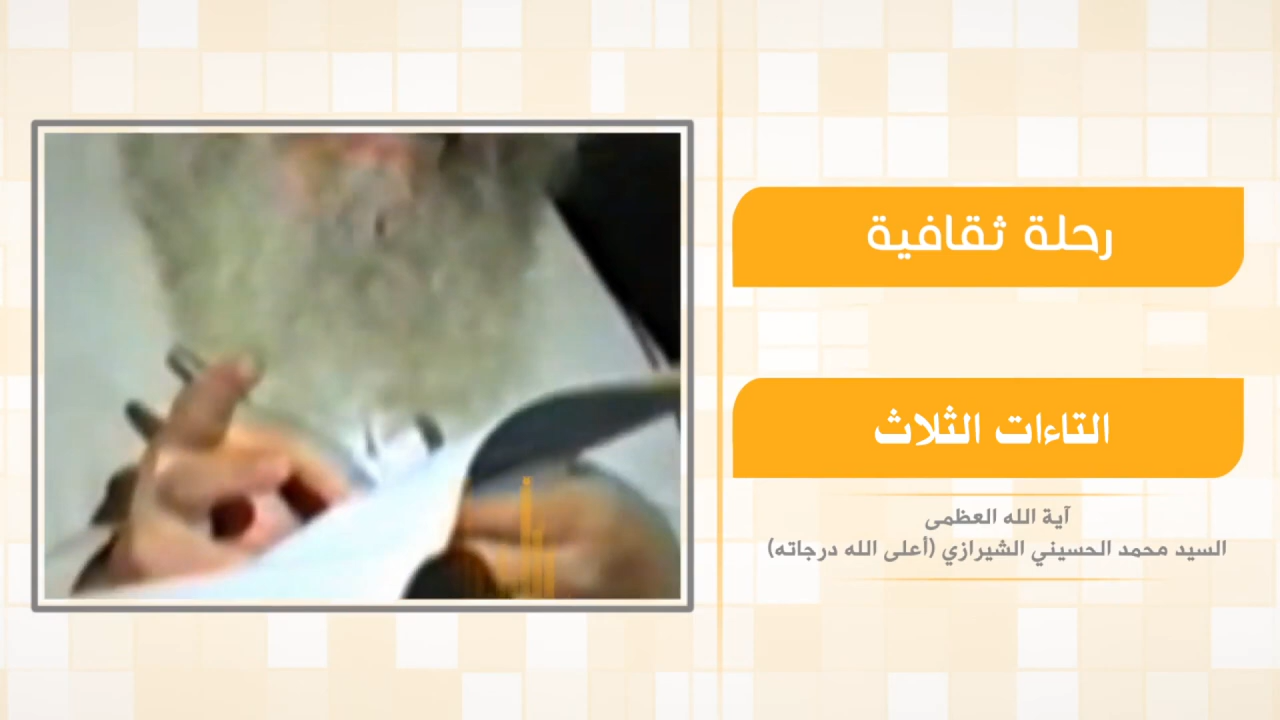 رحلة ثقافية
التاءات الثلاث
آية الله العظمى
السيد محمد الحسيني الشيرازي (أعلى الله درجاته)